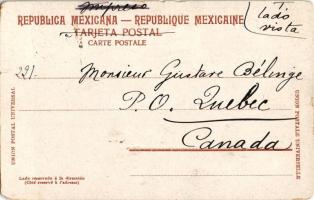 Impreso
lado
vista
REPUBLICA MEXICANA — REPUBLIQUE MEXICAINE
TARJETA POSTAL
CARTE POSTALE
221.
Monsieur Gustave Bélinge
P.O. Quebec
Canada
UNION POSTAL UNIVERSAL
UNION POSTALE UNIVERSELLE
Lado reservado á la dirección
(Côté reservé á l'adresse)